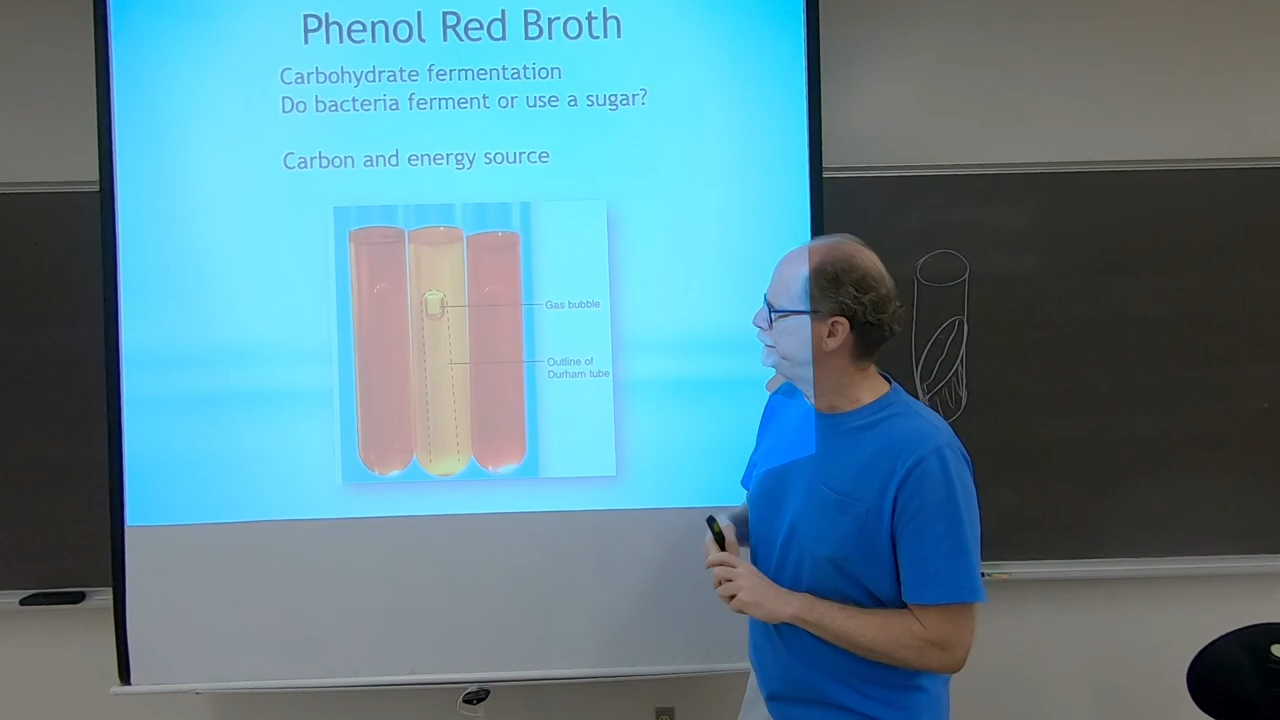 Phenol Red Broth
Carbohydrate fermentation
Do bacteria ferment or use a sugar?
Carbon and energy source
Gas bubble
Outline of
Durham tube